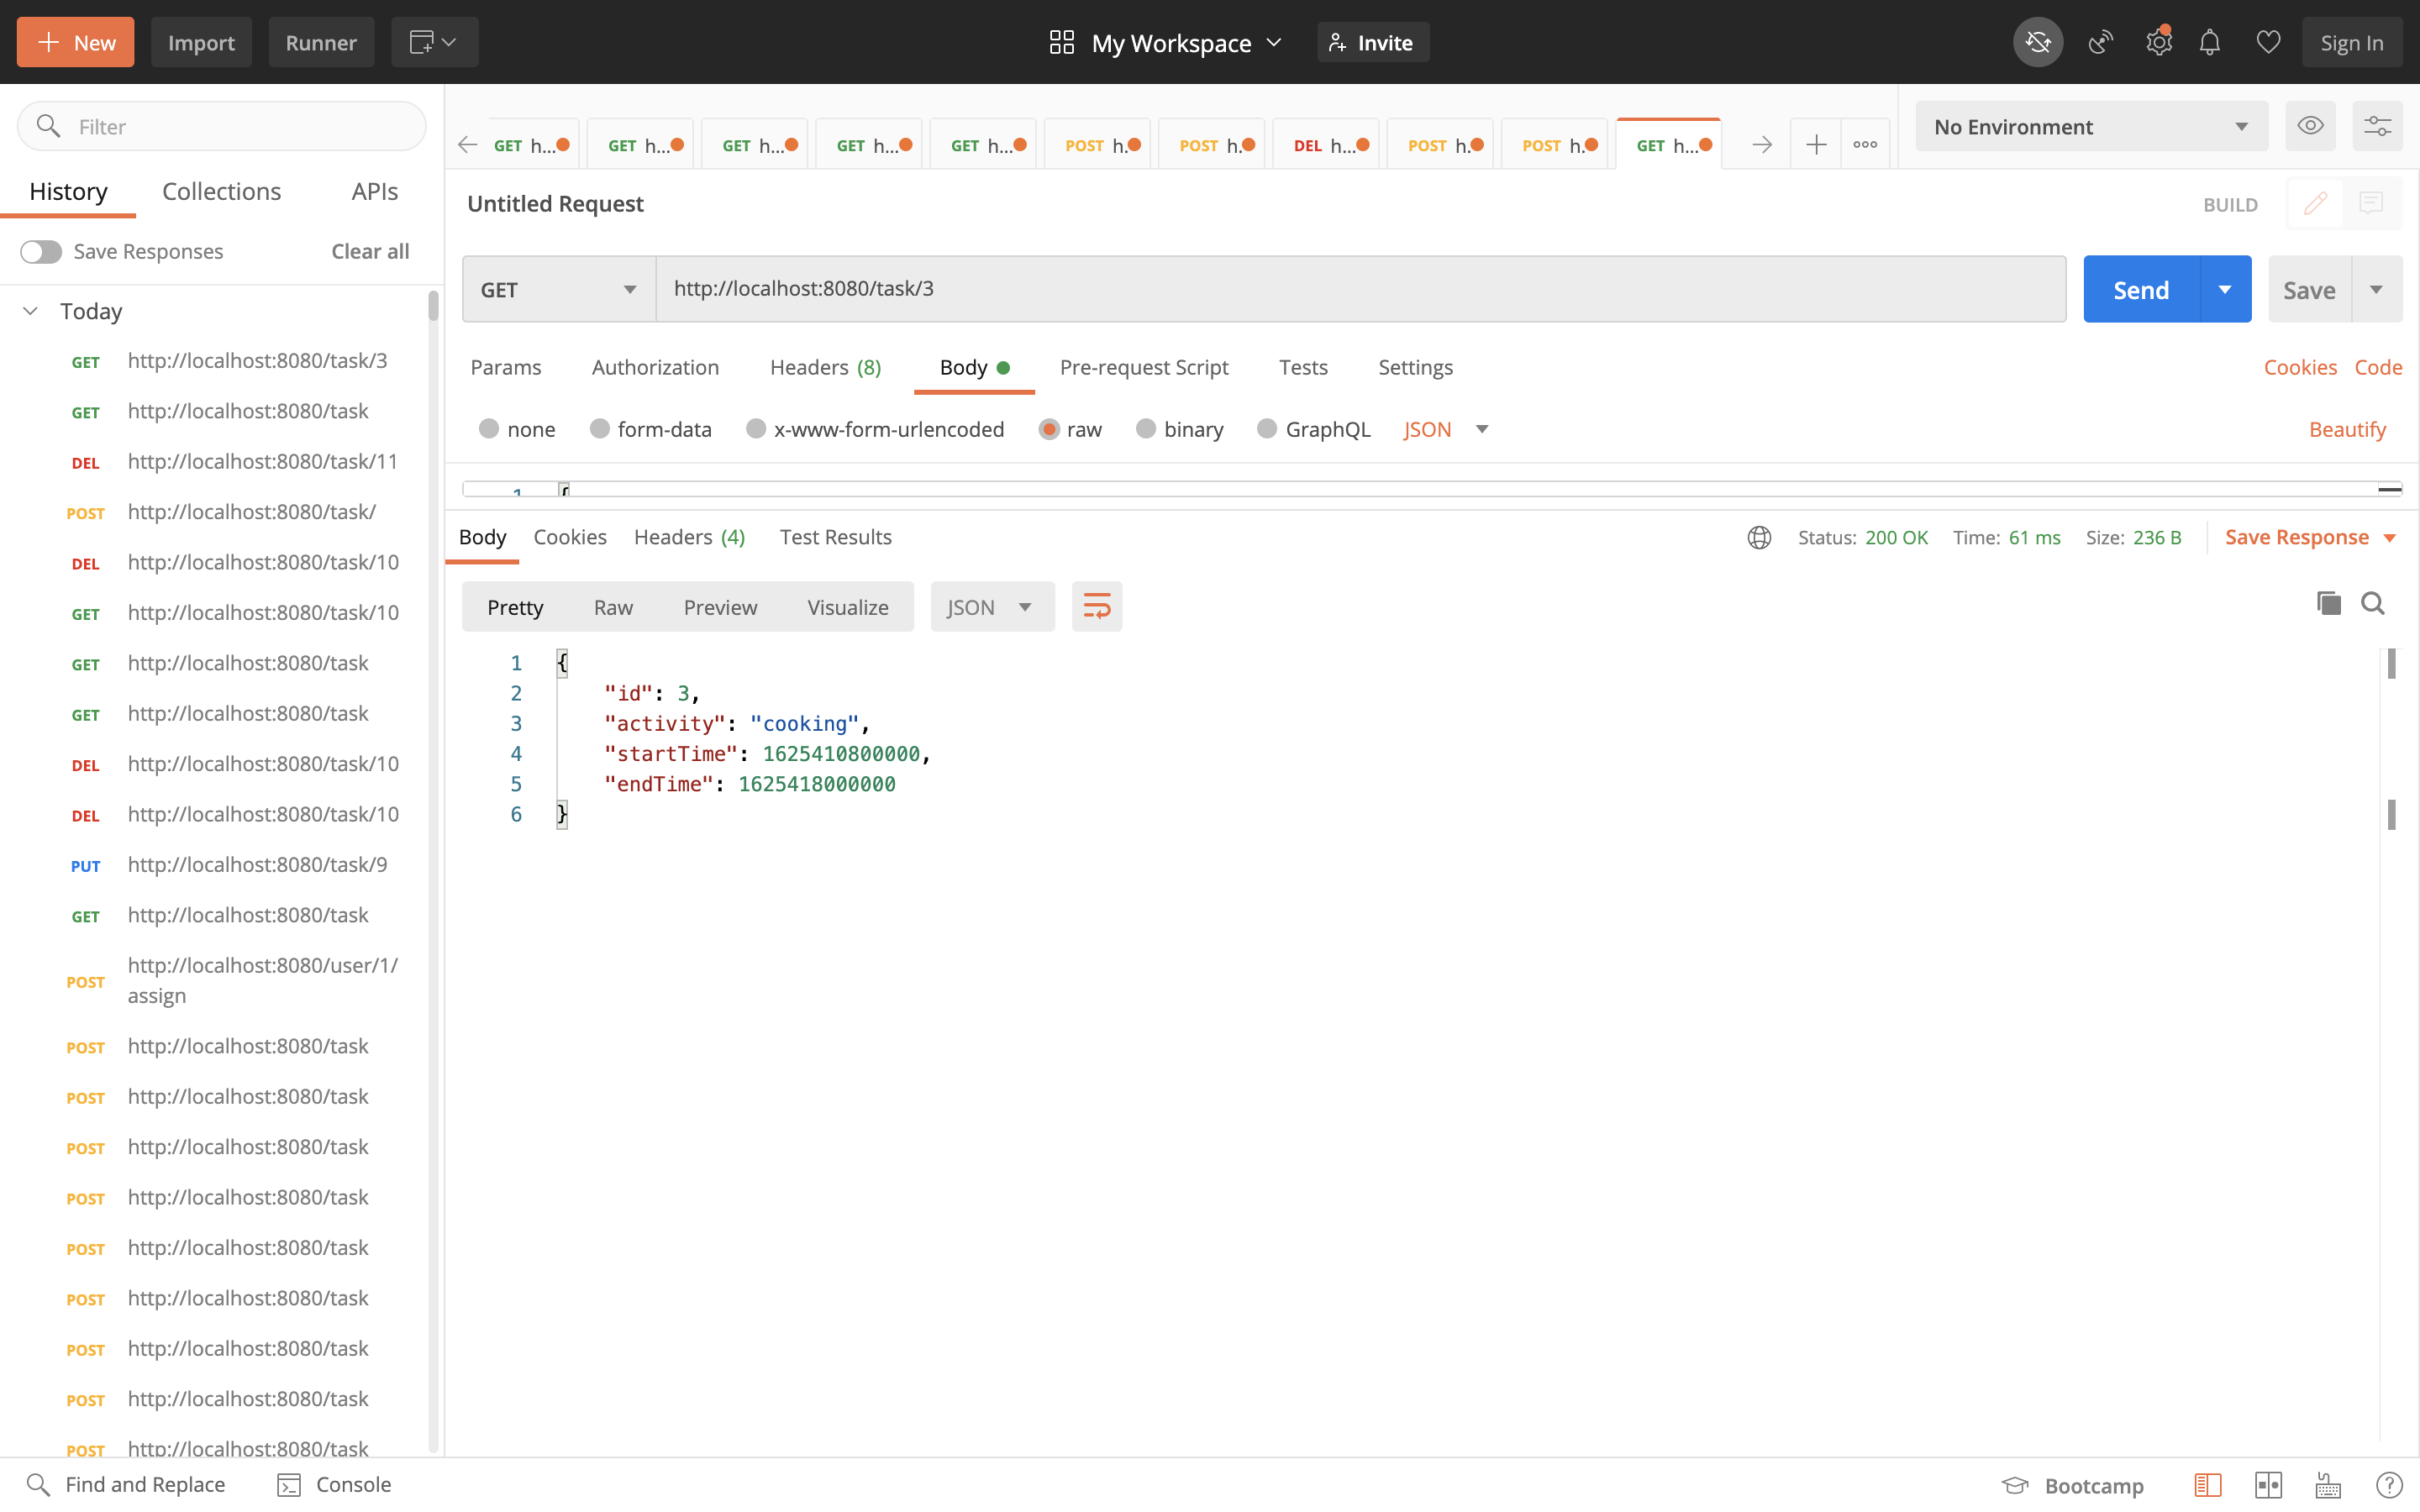 New Import Runner My Workspace Invite Sign In
Filter
History Collections APIs
Save Responses Clear all
Today
GET http://localhost:8080/task/3
GET http://localhost:8080/task
DEL http://localhost:8080/task/11
POST http://localhost:8080/task/
DEL http://localhost:8080/task/10
GET http://localhost:8080/task/10
GET http://localhost:8080/task
GET http://localhost:8080/task
DEL http://localhost:8080/task/10
DEL http://localhost:8080/task/10
PUT http://localhost:8080/task/9
GET http://localhost:8080/task
POST http://localhost:8080/user/1/
assign
POST http://localhost:8080/task
POST http://localhost:8080/task
POST http://localhost:8080/task
POST http://localhost:8080/task
POST http://localhost:8080/task
POST http://localhost:8080/task
POST http://localhost:8080/task
POST http://localhost:8080/task
POST http://localhost:8080/task
GET h... GET h... GET h... GET h... GET h... POST h. POST h. DEL h... POST h. POST h. GET h...
No Environment
Untitled Request BUILD
GET http://localhost:8080/task/3 Send Save
Params Authorization Headers (8) Body Pre-request Script Tests Settings Cookies Code
none form-data x-www-form-urlencoded raw binary GraphQL JSON Beautify
1 {
Body Cookies Headers (4) Test Results Status: 200 OK Time: 61 ms Size: 236 B Save Response
Pretty Raw Preview Visualize JSON
1 {
2 "id": 3,
3 "activity": "cooking",
4 "startTime": 1625410800000,
5 "endTime": 1625418000000
6 }
Find and Replace Console Bootcamp